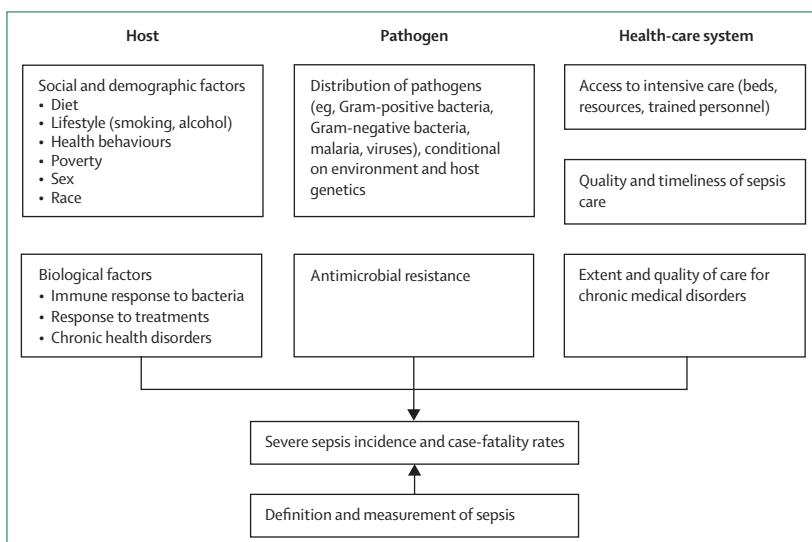 Host
Pathogen
Health-care system
Social and demographic factors
• Diet
• Lifestyle (smoking, alcohol)
• Health behaviours
• Poverty
• Sex
• Race
Distribution of pathogens
(eg, Gram-positive bacteria,
Gram-negative bacteria,
malaria, viruses), conditional
on environment and host
genetics
Access to intensive care (beds,
resources, trained personnel)
Quality and timeliness of sepsis
care
Biological factors
• Immune response to bacteria
• Response to treatments
• Chronic health disorders
Antimicrobial resistance
Extent and quality of care for
chronic medical disorders
Severe sepsis incidence and case-fatality rates
Definition and measurement of sepsis